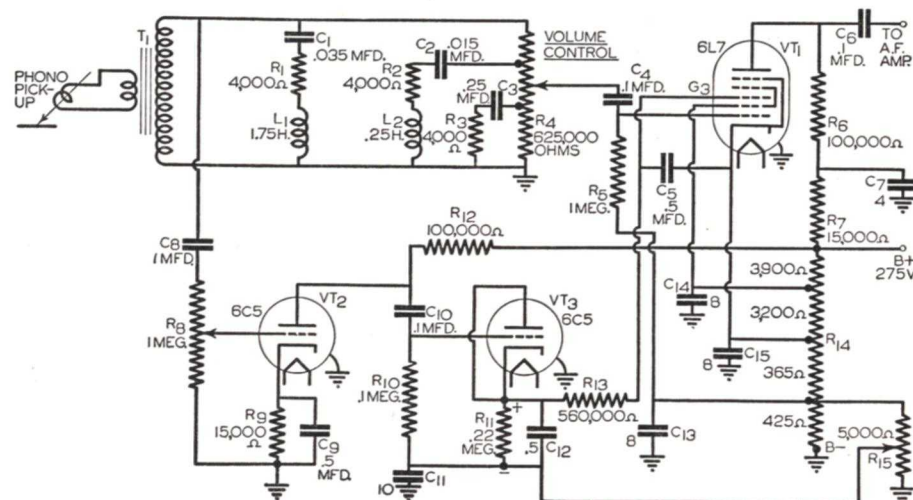 T1
PHONO
PICK-
UP
C1
.035 MFD.
R1
4,000Ω
L1
1.75H.
C2
.015
MFD.
R2
4,000Ω
L2
.25H.
.25
MFD.
C3
R3
4,000
Ω
VOLUME
CONTROL
R4
625,000
OHMS
C4
.1MFD.
G3
6L7
VT1
C6
.1
MFD.
TO
A.F.
AMP.
R5
1MEG.
C5
.5
MFD.
R6
100,000Ω
C7
4
R7
15,000Ω
B+
275V
C8
.1MFD.
R8
1MEG.
VT2
6C5
R9
15,000
Ω
C9
.5
MFD.
R12
100,000Ω
C10
.1MFD.
R10
.1MEG.
C11
10
VT3
6C5
+
R11
.22
MEG.
−
.5
C12
R13
560,000Ω
8
C13
C14
8
C15
8
3,900Ω
3,200Ω
R14
365Ω
425Ω
B-
5,000Ω
R15